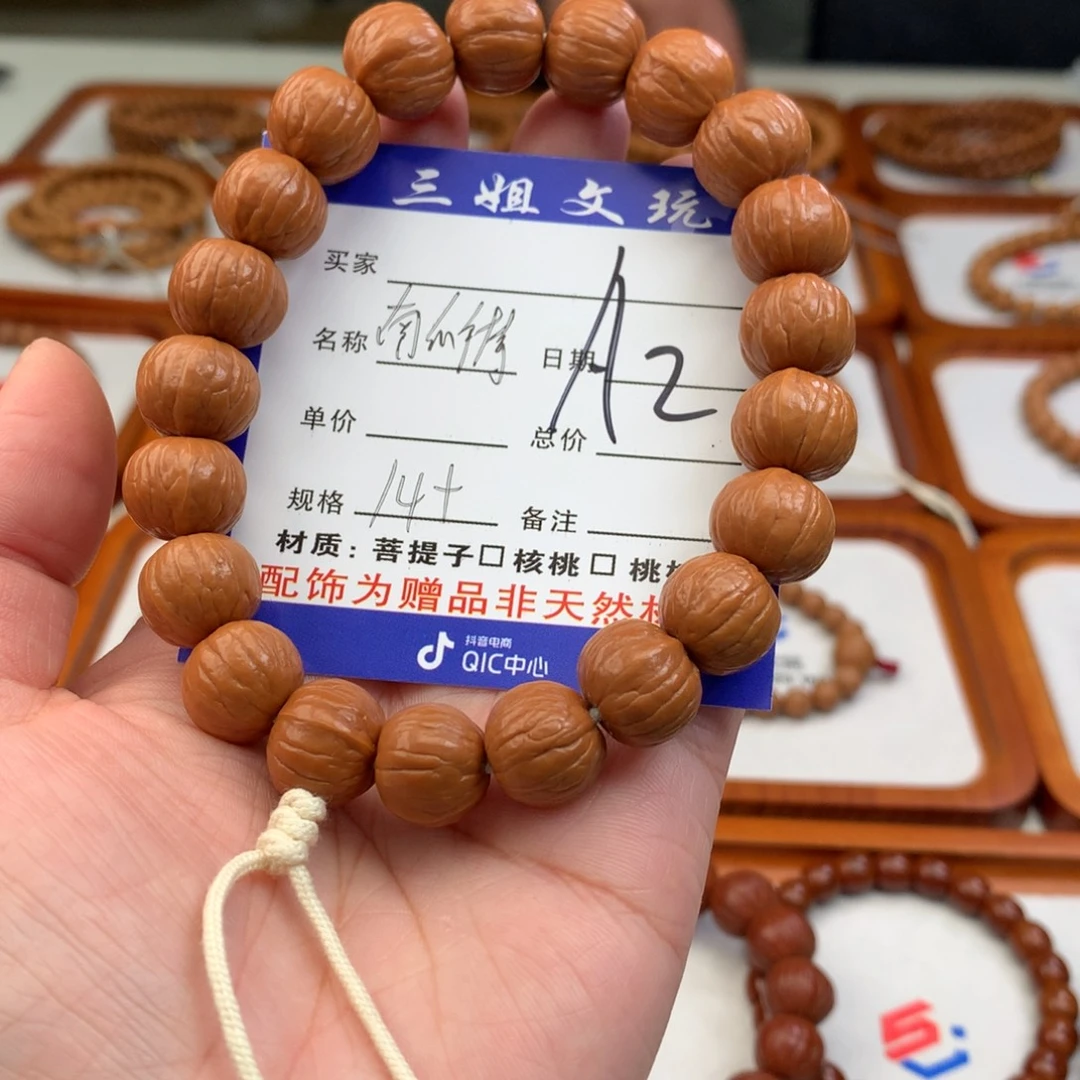 三姐文玩
买家
名称 日期
A2
单价 总价
规格 14+ 备注
材质：菩提子□核桃□ 桃
配饰为赠品非天然
抖音电商
QIC中心